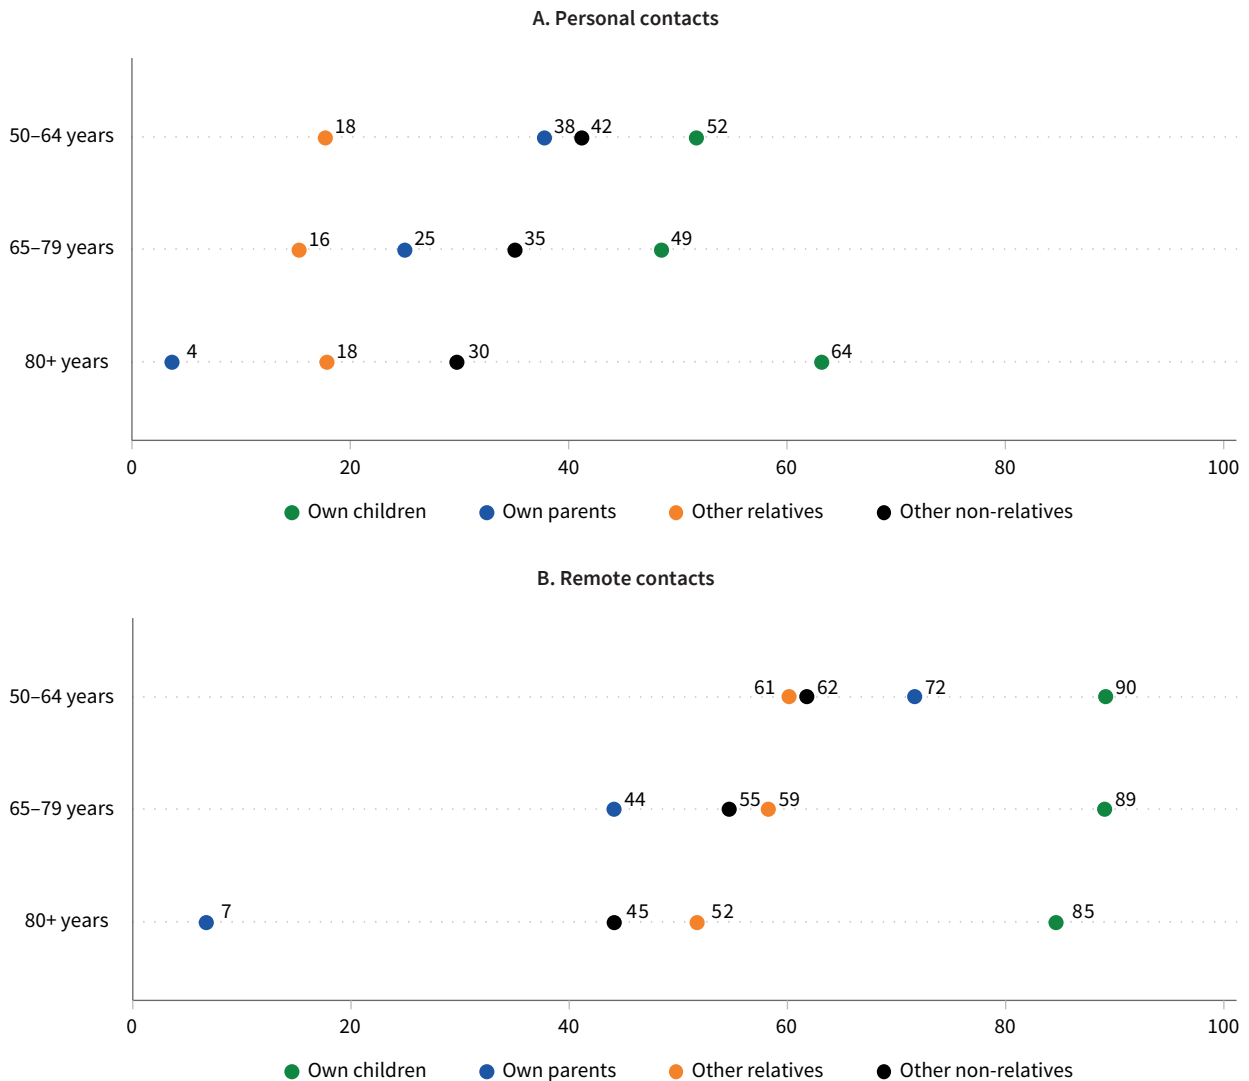 A. Personal contacts
50–64 years 18 38 42 52
65–79 years 16 25 35 49
80+ years 4 18 30 64
0 20 40 60 80 100
Own children Own parents Other relatives Other non-relatives
B. Remote contacts
50–64 years 61 62 72 90
65–79 years 44 55 59 89
80+ years 7 45 52 85
0 20 40 60 80 100
Own children Own parents Other relatives Other non-relatives